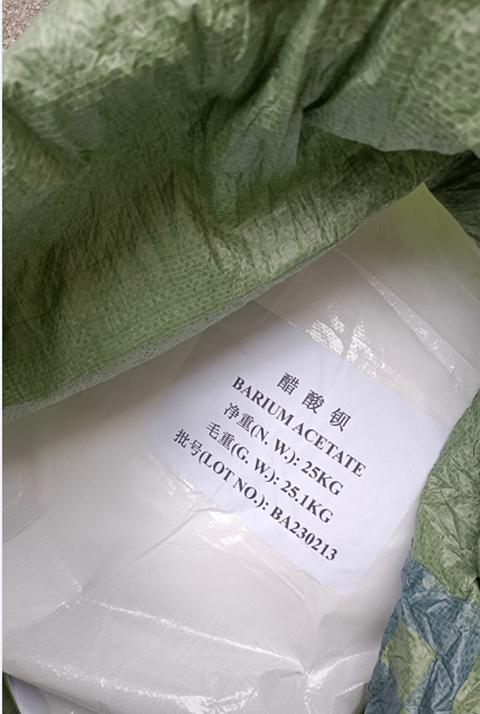 醋酸钡
BARIUM ACETATE
净重(N. W.): 25KG
毛重(G. W.): 25.1KG
批号(LOT NO.): BA230213